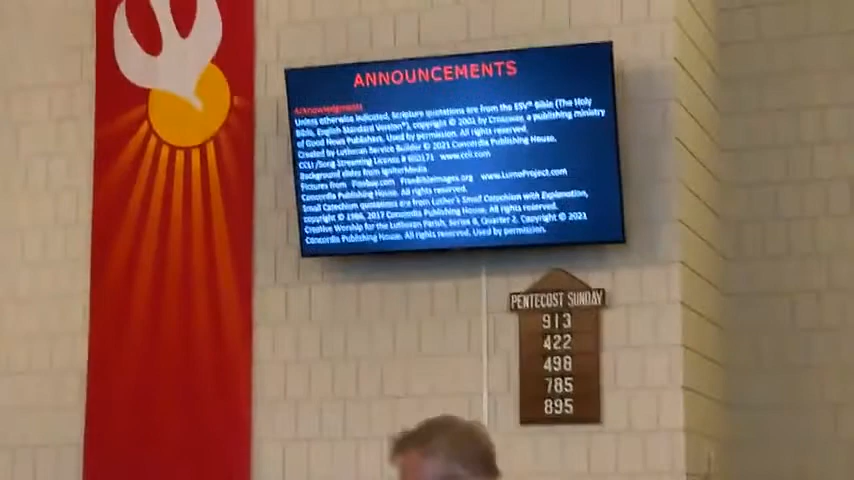 ANNOUNCEMENTS
Acknowledgments
Unless otherwise indicated, Scripture quotations are from the ESV® Bible (The Holy
Bible, English Standard Version®), copyright © 2001 by Crossway, a publishing ministry
of Good News Publishers. Used by permission. All rights reserved.
Created by Lutheran Service Builder © 2021 Concordia Publishing House.
CCLI /Song Streaming License # 602171 www.ccli.com
Background slides from IgniterMedia
Pictures from Pixabay.com FreeBibleimages.org www.LumoProject.com
Concordia Publishing House. All rights reserved.
Small Catechism quotations are from Luther's Small Catechism with Explanation,
copyright © 1986, 2017 Concordia Publishing House. All rights reserved.
Creative Worship for the Lutheran Parish, Series B, Quarter 2. Copyright © 2021
Concordia Publishing House. All rights reserved. Used by permission.
PENTECOST SUNDAY
913
422
498
785
895